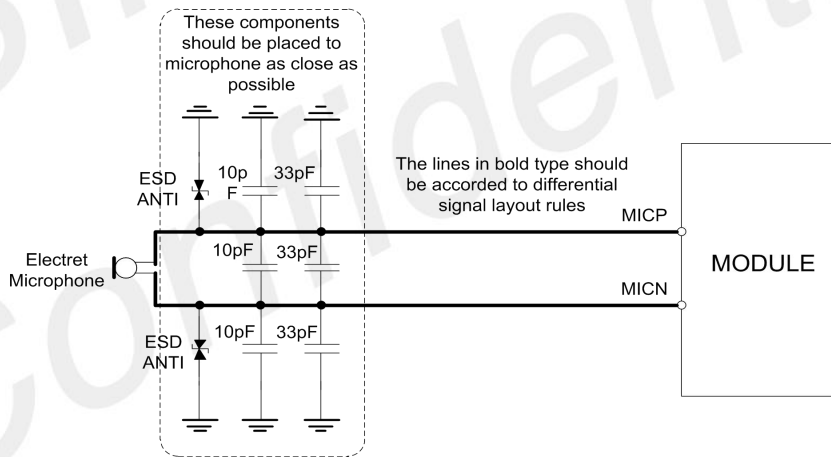 These components
should be placed to
microphone as close as
possible
ESD
ANTI
10p
F
33pF
The lines in bold type should
be accorded to differential
signal layout rules
MICP
Electret
Microphone
10pF
33pF
MODULE
MICN
ESD
ANTI
10pF
33pF
Confidential